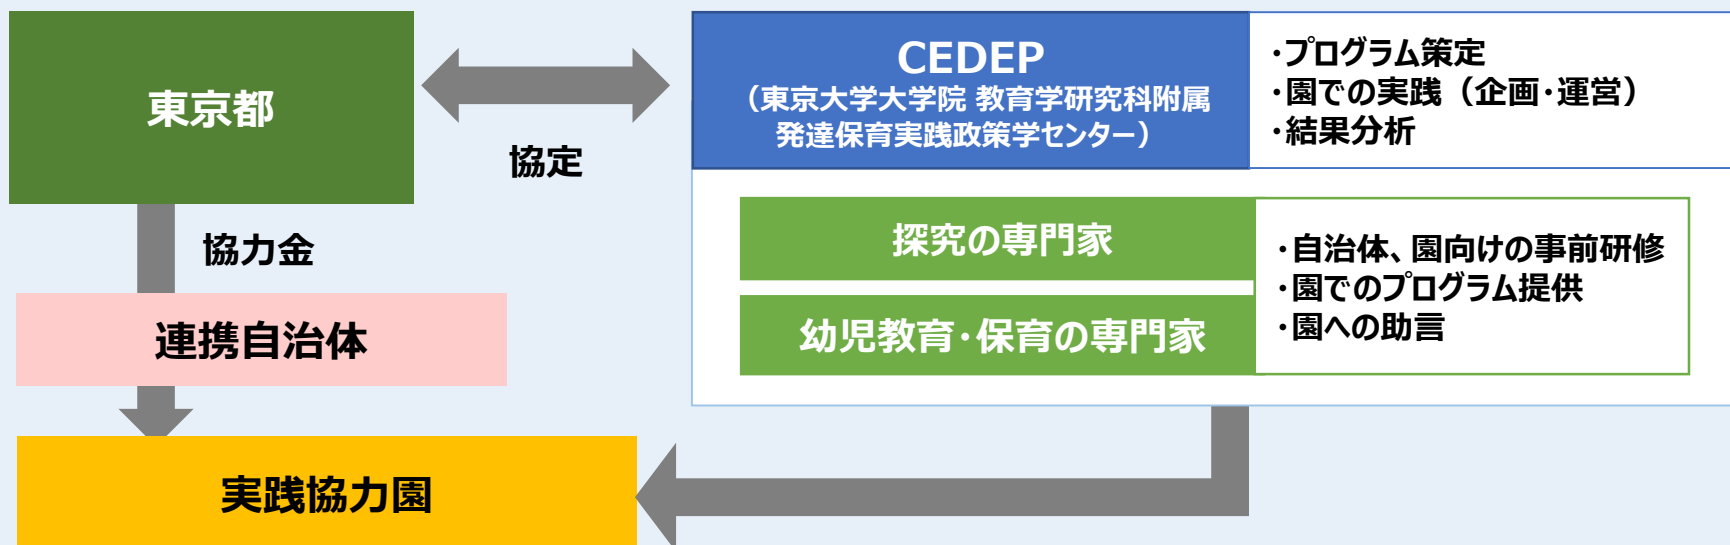 東京都
協定
協力金
連携自治体
実践協力園
CEDEP
（東京大学大学院 教育学研究科附属
発達保育実践政策学センター）
・プログラム策定
・園での実践（企画・運営）
・結果分析
探究の専門家
幼児教育・保育の専門家
・自治体、園向けの事前研修
・園でのプログラム提供
・園への助言